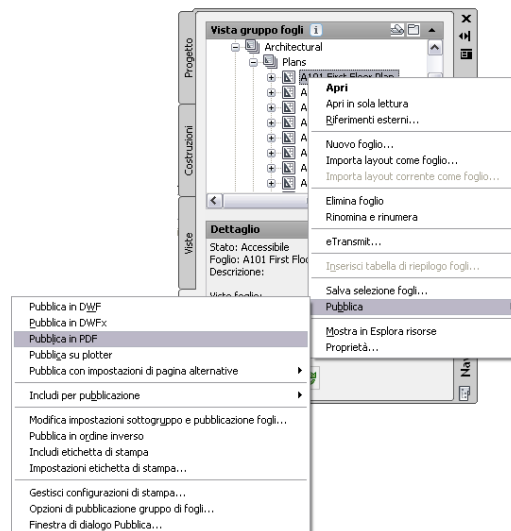 Vista gruppo fogli
Progetto
Architectural
Plans
A101 First Floor Plan
A
A
A
A
A
A
A
Costruzioni
Viste
Dettaglio
Stato: Accessibile
Foglio: A101 First Floo
Descrizione:
Viste foglio:
Apri
Apri in sola lettura
Riferimenti esterni...
Nuovo foglio...
Importa layout come foglio...
Importa layout corrente come foglio...
Elimina foglio
Rinomina e rinumera
eTransmit...
Inserisci tabella di riepilogo fogli...
Salva selezione fogli...
Pubblica
Mostra in Esplora risorse
Proprietà...
Nav
Pubblica in DWF
Pubblica in DWFx
Pubblica in PDF
Pubblica su plotter
Pubblica con impostazioni di pagina alternative
Includi per pubblicazione
Modifica impostazioni sottogruppo e pubblicazione fogli...
Pubblica in ordine inverso
Includi etichetta di stampa
Impostazioni etichetta di stampa...
Gestisci configurazioni di stampa...
Opzioni di pubblicazione gruppo di fogli...
Finestra di dialogo Pubblica...